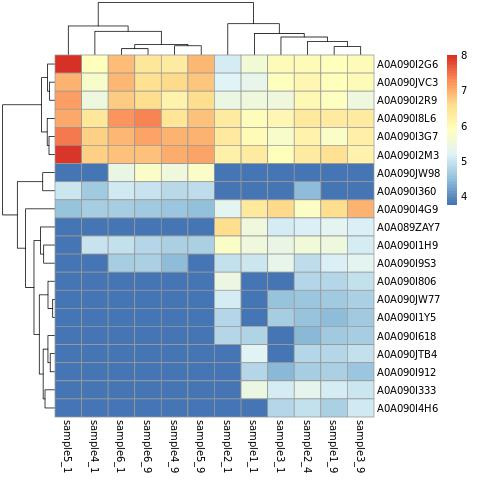 8
7
6
5
4
A0A090I2G6
A0A090JVC3
A0A090I2R9
A0A090I8L6
A0A090I3G7
A0A090I2M3
A0A090JW98
A0A090I360
A0A090I4G9
A0A089ZAY7
A0A090I1H9
A0A090I9S3
A0A090I806
A0A090JW77
A0A090I1Y5
A0A090I618
A0A090JTB4
A0A090I912
A0A090I333
A0A090I4H6
sample5_1
sample4_1
sample6_1
sample6_9
sample4_9
sample5_9
sample2_1
sample1_1
sample3_1
sample2_4
sample1_9
sample3_9